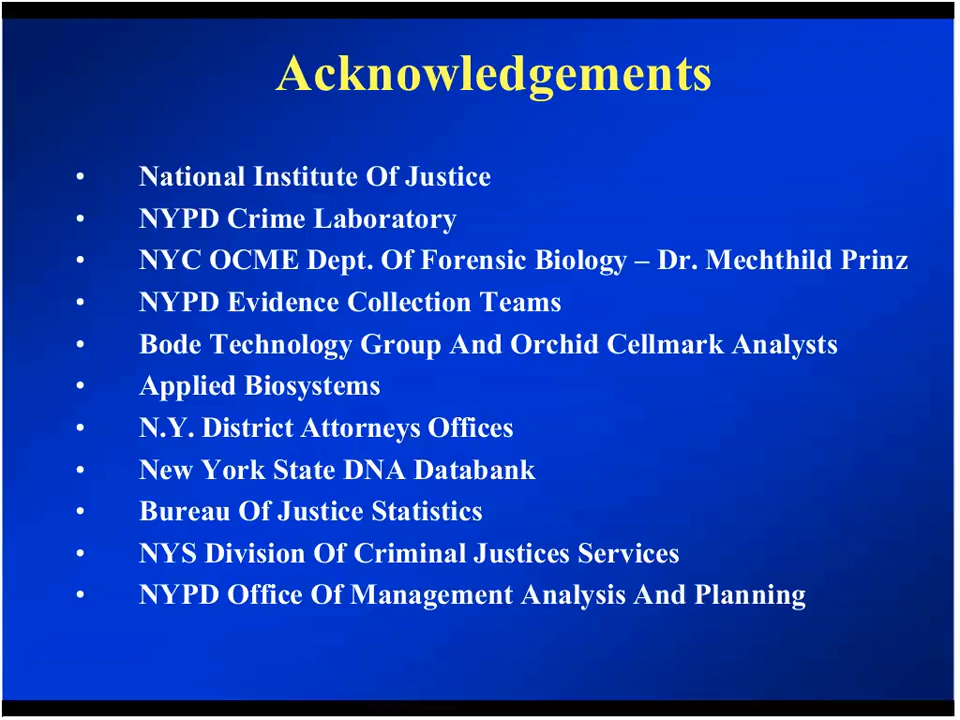 Acknowledgements
• National Institute Of Justice
• NYPD Crime Laboratory
• NYC OCME Dept. Of Forensic Biology – Dr. Mechthild Prinz
• NYPD Evidence Collection Teams
• Bode Technology Group And Orchid Cellmark Analysts
• Applied Biosystems
• N.Y. District Attorneys Offices
• New York State DNA Databank
• Bureau Of Justice Statistics
• NYS Division Of Criminal Justices Services
• NYPD Office Of Management Analysis And Planning